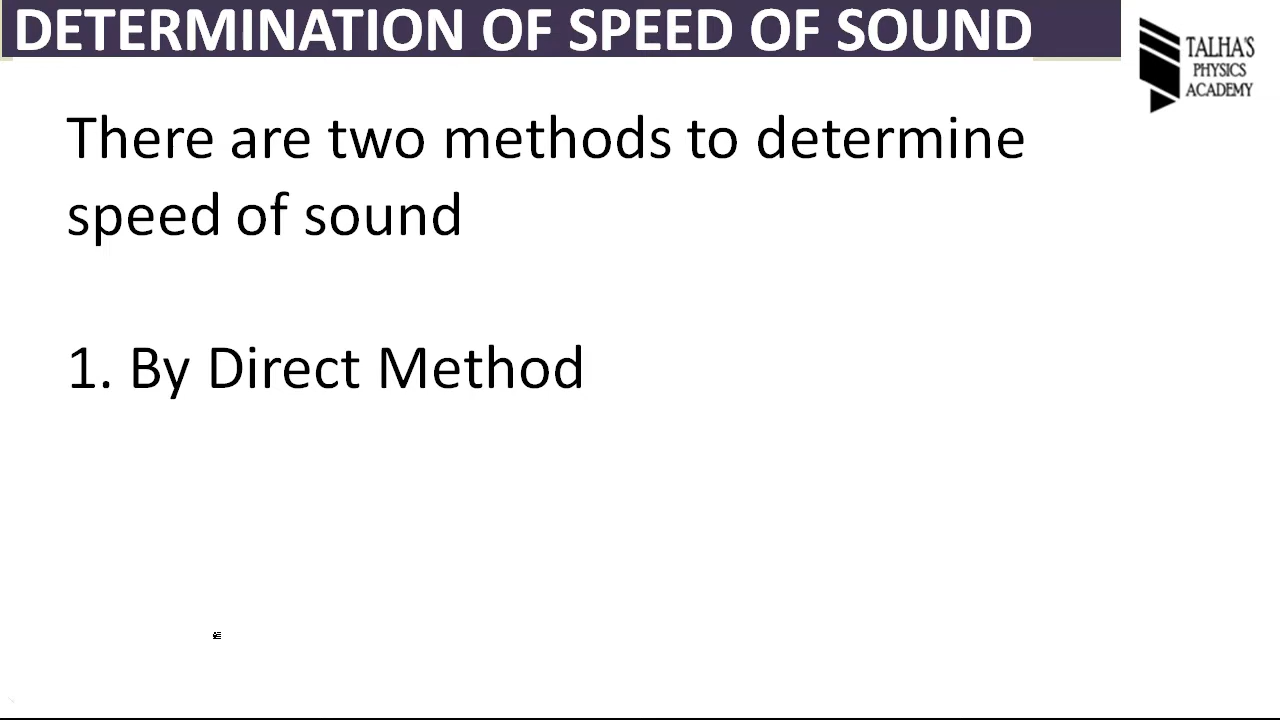 DETERMINATION OF SPEED OF SOUND
TALHA'S
PHYSICS
ACADEMY
There are two methods to determine
speed of sound
1. By Direct Method